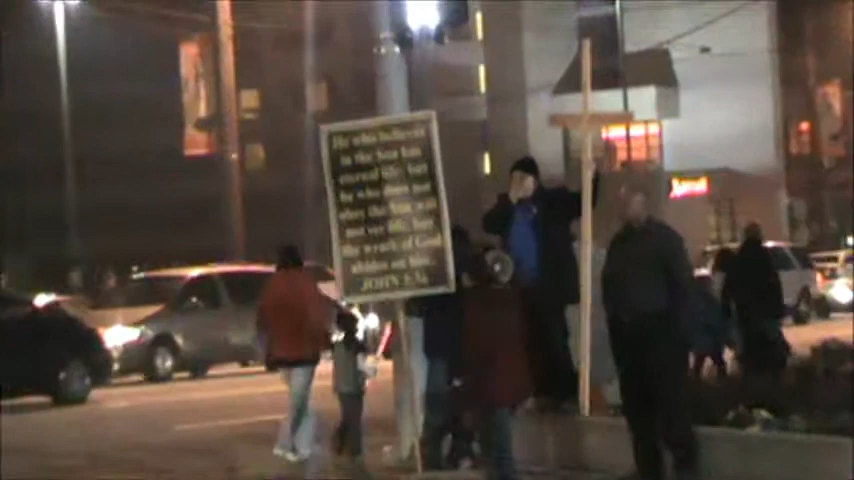 He who believes
in the Son has
eternal life; but
he who does not
obey the Son will
not see life, but
the wrath of God
abides on him.
JOHN 3:36
Marriott